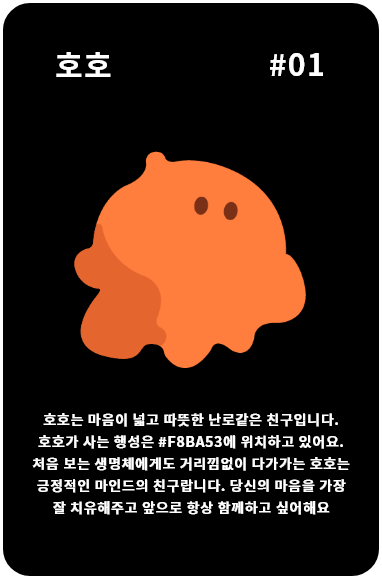 호호
#01
호호는 마음이 넓고 따뜻한 난로같은 친구입니다.
호호가 사는 행성은 #F8BA53에 위치하고 있어요.
처음 보는 생명체에게도 거리낌없이 다가가는 호호는
긍정적인 마인드의 친구랍니다. 당신의 마음을 가장
잘 치유해주고 앞으로 항상 함께하고 싶어해요